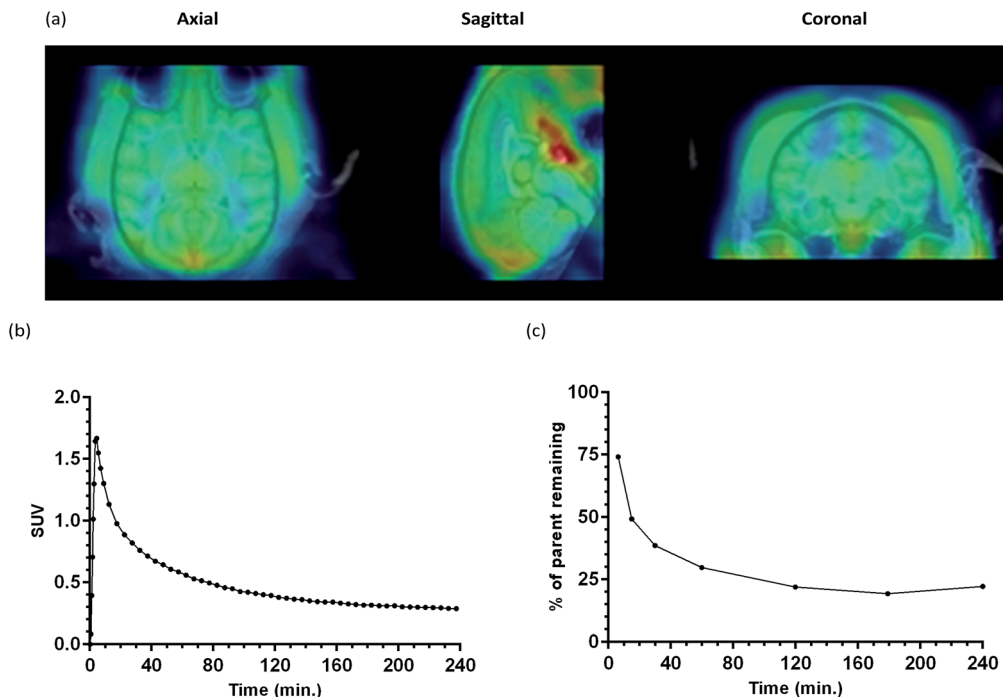 (a) Axial Sagittal Coronal
(b) (c)
2.0
1.5
1.0
0.5
0.0
SUV
0 40 80 120 160 200 240
Time (min.)
100
75
50
25
0
% of parent remaining
0 40 80 120 160 200 240
Time (min.)